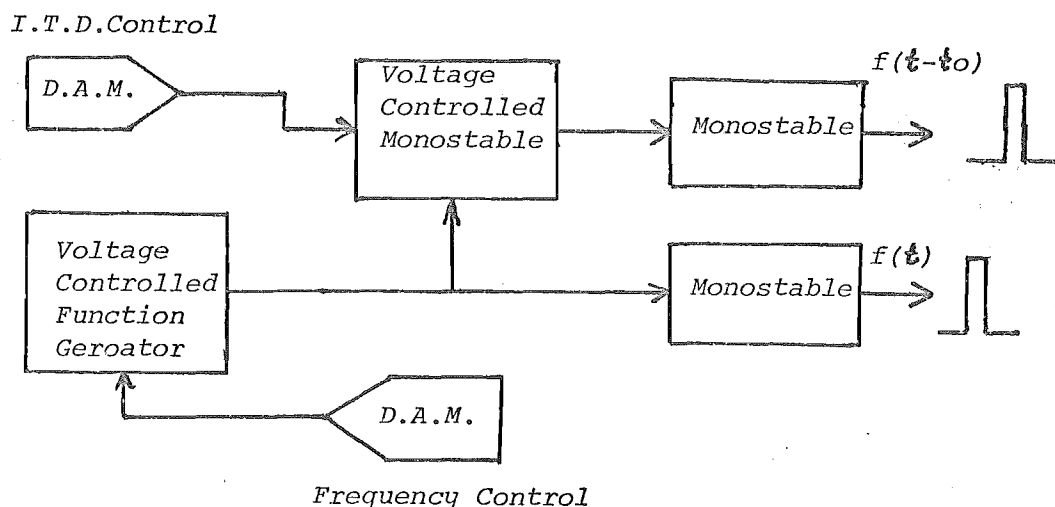 I.T.D.Control
D.A.M.
Voltage
Controlled
Monostable
Monostable
f(t-to)
Voltage
Controlled
Function
Geroator
Monostable
f(t)
D.A.M.
Frequency Control